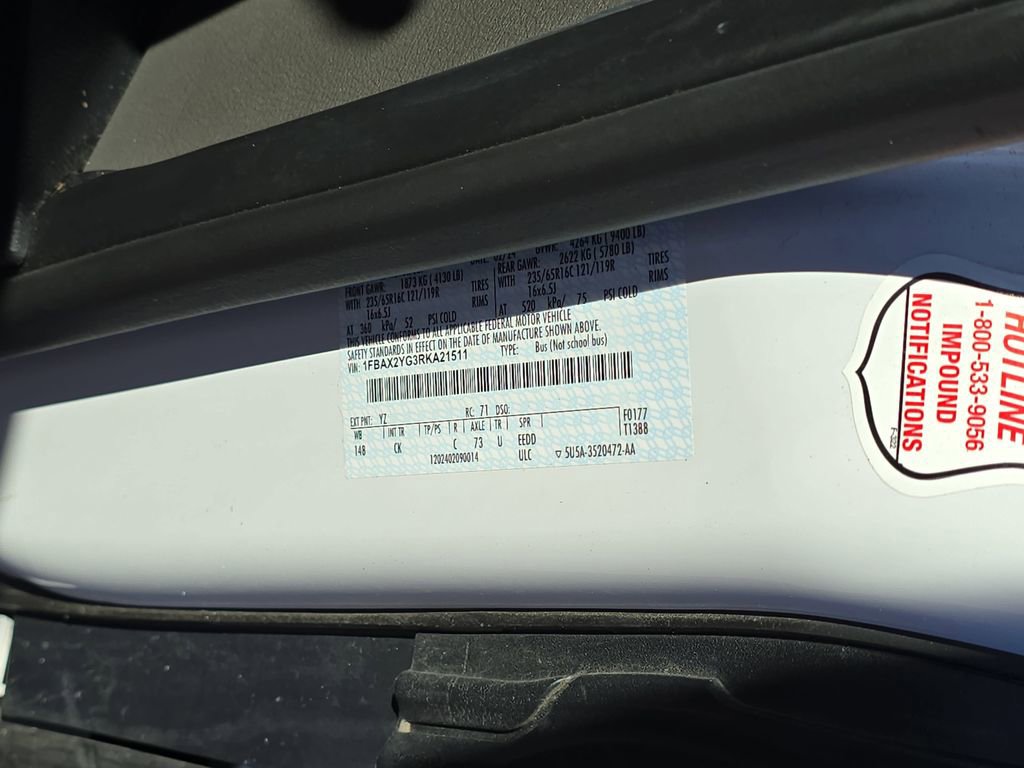 DATE 02/24 GVWR: 4264 KG ( 9400 LB)
FRONT GAWR: 1873 KG ( 4130 LB) REAR GAWR: 2622 KG ( 5780 LB)
WITH 235/65R16C 121/119R TIRES WITH 235/65R16C 121/119R TIRES
16x6.5J RIMS 16x6.5J RIMS
AT 360 kPa/ 52 PSI COLD AT 520 kPa/ 75 PSI COLD
THIS VEHICLE CONFORMS TO ALL APPLICABLE FEDERAL MOTOR VEHICLE
SAFETY STANDARDS IN EFFECT ON THE DATE OF MANUFACTURE SHOWN ABOVE.
VIN: 1FBAX2YG3RKA21511 TYPE: Bus (Not school bus)
EXT PNT: YZ RC: 71 DSO: F0177
WB INT TR TP/PS R AXLE TR SPR T13B8
148 CK C 73 U EEDD
1202402090014 ULC 5U5A-3520472-AA
HOTLINE
1-800-533-9056
IMPOUND
NOTIFICATIONS